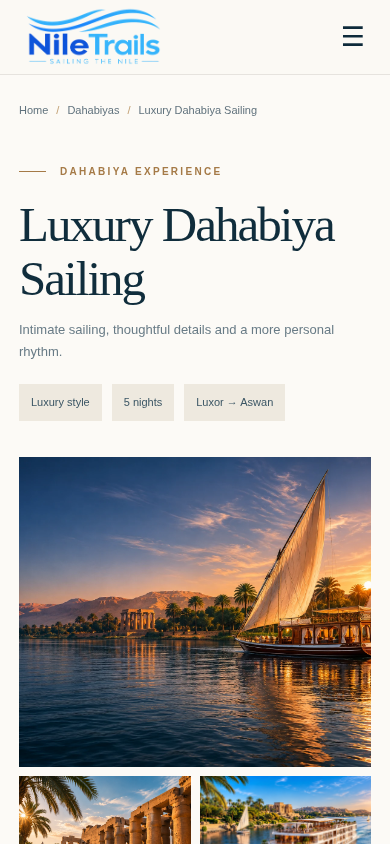 NileTrails
SAILING THE NILE
☰
Home / Dahabiyas / Luxury Dahabiya Sailing
DAHABIYA EXPERIENCE
Luxury Dahabiya
Sailing
Intimate sailing, thoughtful details and a more personal
rhythm.
Luxury style 5 nights Luxor → Aswan